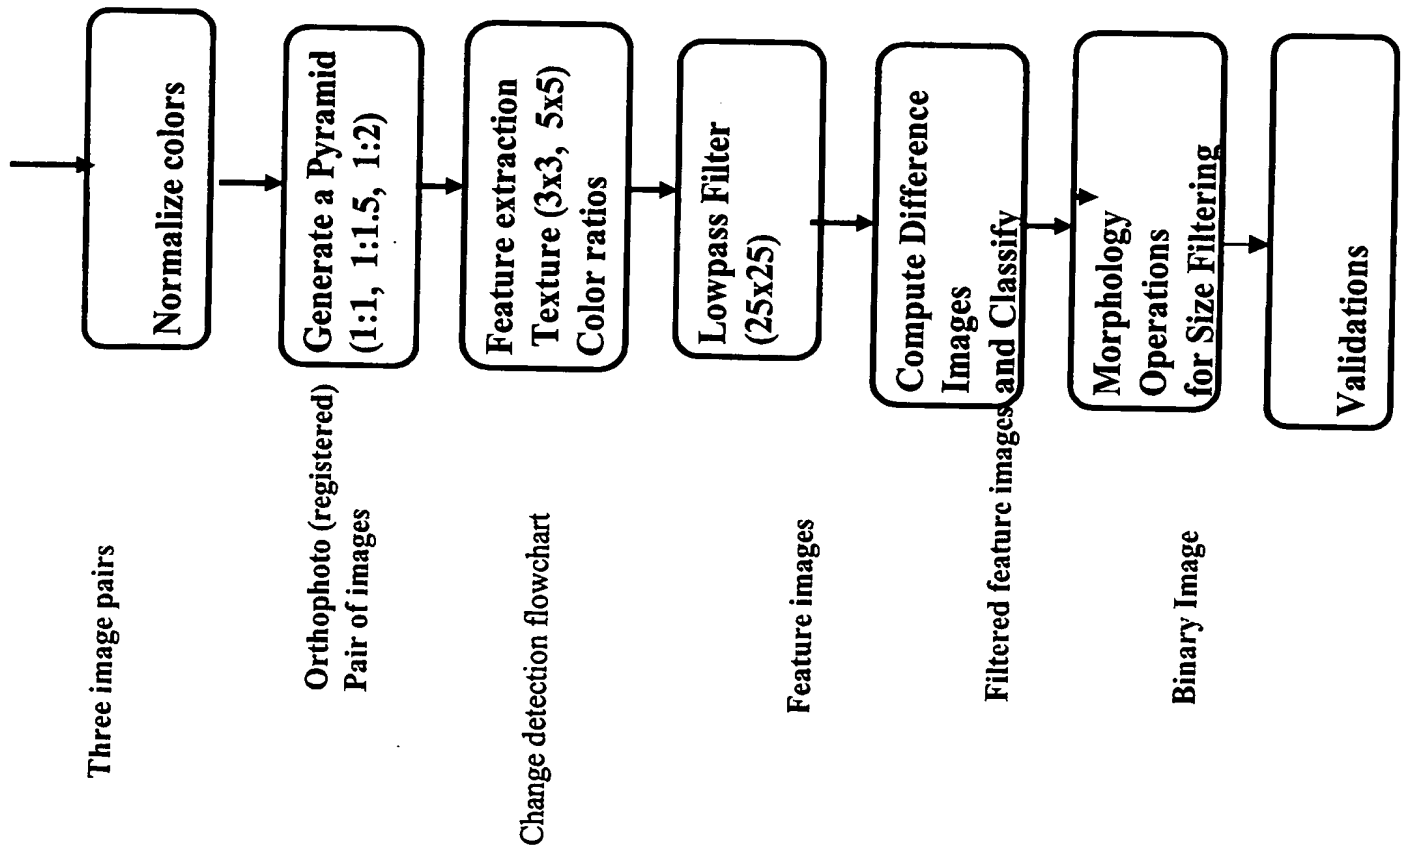 Normalize colors
Three image pairs
Generate a Pyramid
(1:1, 1:1.5, 1:2)
Orthophoto (registered)
Pair of images
Feature extraction
Texture (3x3, 5x5)
Color ratios
Change detection flowchart
Lowpass Filter
(25x25)
Feature images
Compute Difference
Images
and Classify
Filtered feature images
Morphology
Operations
for Size Filtering
Binary Image
Validations